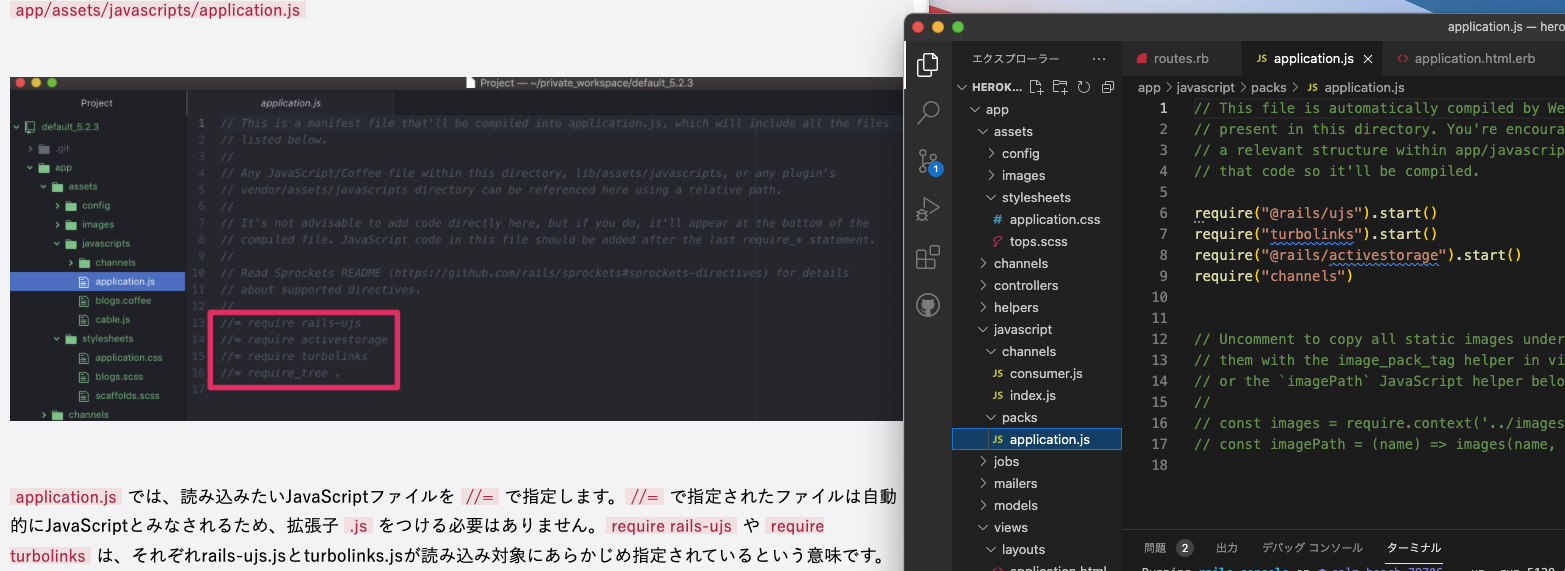 app/assets/javascripts/application.js
Project — ~/private_workspace/default_5.2.3
Project
default_5.2.3
.git
app
assets
config
images
javascripts
channels
application.js
blogs.coffee
cable.js
stylesheets
application.css
blogs.scss
scaffolds.scss
channels
application.js
1 // This is a manifest file that'll be compiled into application.js, which will include all the files
2 // listed below.
3 //
4 // Any JavaScript/Coffee file within this directory, lib/assets/javascripts, or any plugin's
5 // vendor/assets/javascripts directory can be referenced here using a relative path.
6 //
7 // It's not advisable to add code directly here, but if you do, it'll appear at the bottom of the
8 // compiled file. JavaScript code in this file should be added after the last require_* statement.
9 //
10 // Read Sprockets README (https://github.com/rails/sprockets#sprockets-directives) for details
11 // about supported directives.
12 //
13 //= require rails-ujs
14 //= require activestorage
15 //= require turbolinks
16 //= require_tree .
17
application.js では、読み込みたいJavaScriptファイルを //= で指定します。 //= で指定されたファイルは自動
的にJavaScriptとみなされるため、拡張子 .js をつける必要はありません。 require rails-ujs や require
turbolinks は、それぞれrails-ujs.jsとturbolinks.jsが読み込み対象にあらかじめ指定されているという意味です。
application.js — hero
エクスプローラー ···
HEROK...
app
assets
config
images
stylesheets
# application.css
tops.scss
channels
controllers
helpers
javascript
channels
JS consumer.js
JS index.js
packs
JS application.js
jobs
mailers
models
views
layouts
application.html
1
routes.rb
JS application.js ×
<> application.html.erb
app > javascript > packs > JS application.js
1 // This file is automatically compiled by We
2 // present in this directory. You're encoura
3 // a relevant structure within app/javascrip
4 // that code so it'll be compiled.
5
6 require("@rails/ujs").start()
7 require("turbolinks").start()
8 require("@rails/activestorage").start()
9 require("channels")
10
11
12 // Uncomment to copy all static images under
13 // them with the image_pack_tag helper in vi
14 // or the `imagePath` JavaScript helper belo
15 //
16 // const images = require.context('../images
17 // const imagePath = (name) => images(name,
18
問題 2 出力 デバッグ コンソール ターミナル